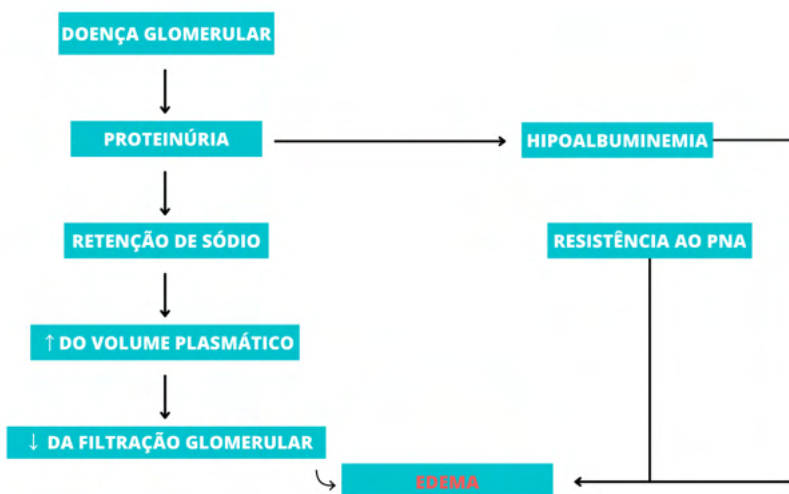 DOENÇA GLOMERULAR
PROTEINÚRIA
HIPOALBUMINEMIA
RETENÇÃO DE SÓDIO
RESISTÊNCIA AO PNA
↑ DO VOLUME PLASMÁTICO
↓ DA FILTRAÇÃO GLOMERULAR
EDEMA